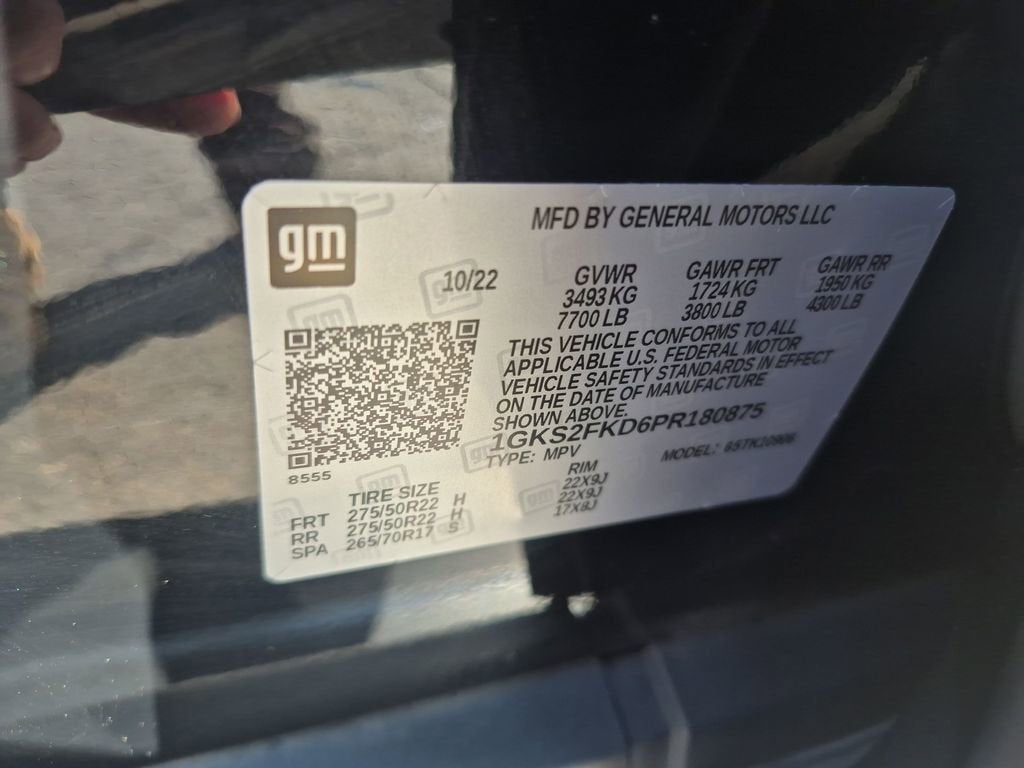 gm
MFD BY GENERAL MOTORS LLC
10/22
GVWR GAWR FRT GAWR RR
3493 KG 1724 KG 1950 KG
7700 LB 3800 LB 4300 LB
THIS VEHICLE CONFORMS TO ALL
APPLICABLE U.S. FEDERAL MOTOR
VEHICLE SAFETY STANDARDS IN EFFECT
ON THE DATE OF MANUFACTURE
SHOWN ABOVE.
1GKS2FKD6PR180875
TYPE: MPV MODEL:
8555
TIRE SIZE RIM
FRT 275/50R22 H 22X9J
RR 275/50R22 H 22X9J
SPA 265/70R17 S 17X8J